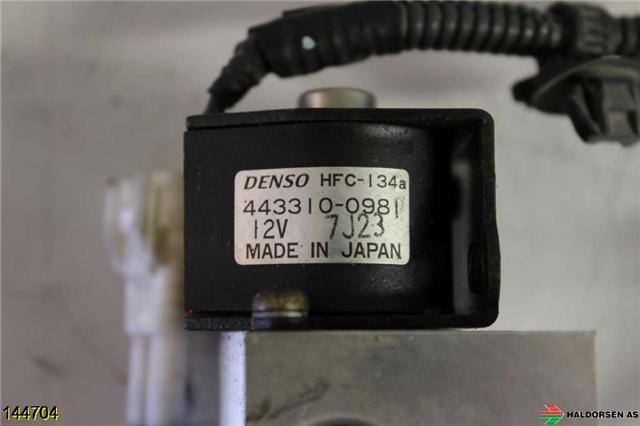 DENSO HFC-134a
443310-0981
12V 7J23
MADE IN JAPAN
144704
HALDORSEN AS